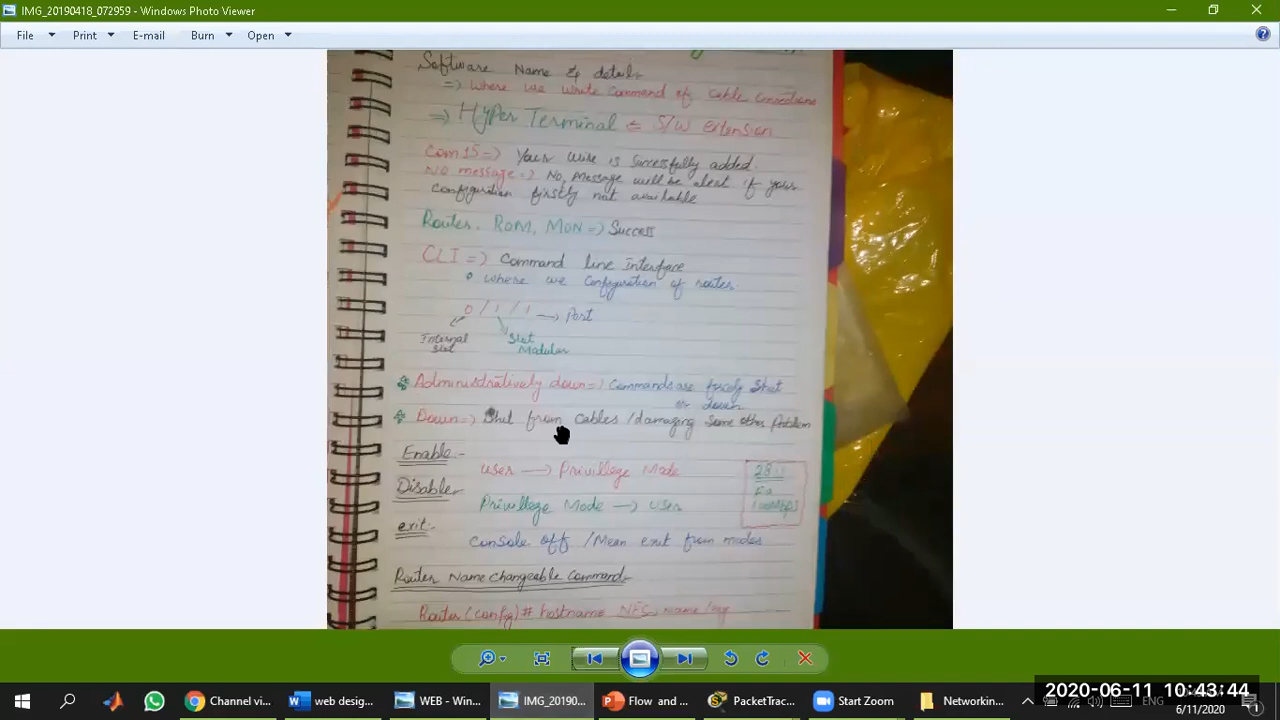 IMG_20190418_072959 - Windows Photo Viewer
File Print E-mail Burn Open
Software Name & details
=> Where we write command of cable connections
=> Hyper Terminal <= S/W extension
Com 15 => Your wire is successfully added.
No message => No, Message will be alert if your
configuration firstly not available
Router. ROM, MON => Success
CLI => Command line interface
Where we configuration of router.
0 / 1 / 1 -> Port
Internal Slot
Slot Modular
Administratively down => Commands are forcely shut
or down
Down => Shut from cables / damaging Some other Problem
Enable
User -> Privillege Mode
Disable
Privillege Mode -> User
2811
Fa
exit
Console off / Mean exit from modes
Router Name Changeable Command
Router (config) # hostname
Channel vi...
web desig...
WEB - Win...
IMG_20190...
Flow and ...
PacketTrac...
Start Zoom
Networkin...
ENG
2020-06-11 10:43:44
6/11/2020